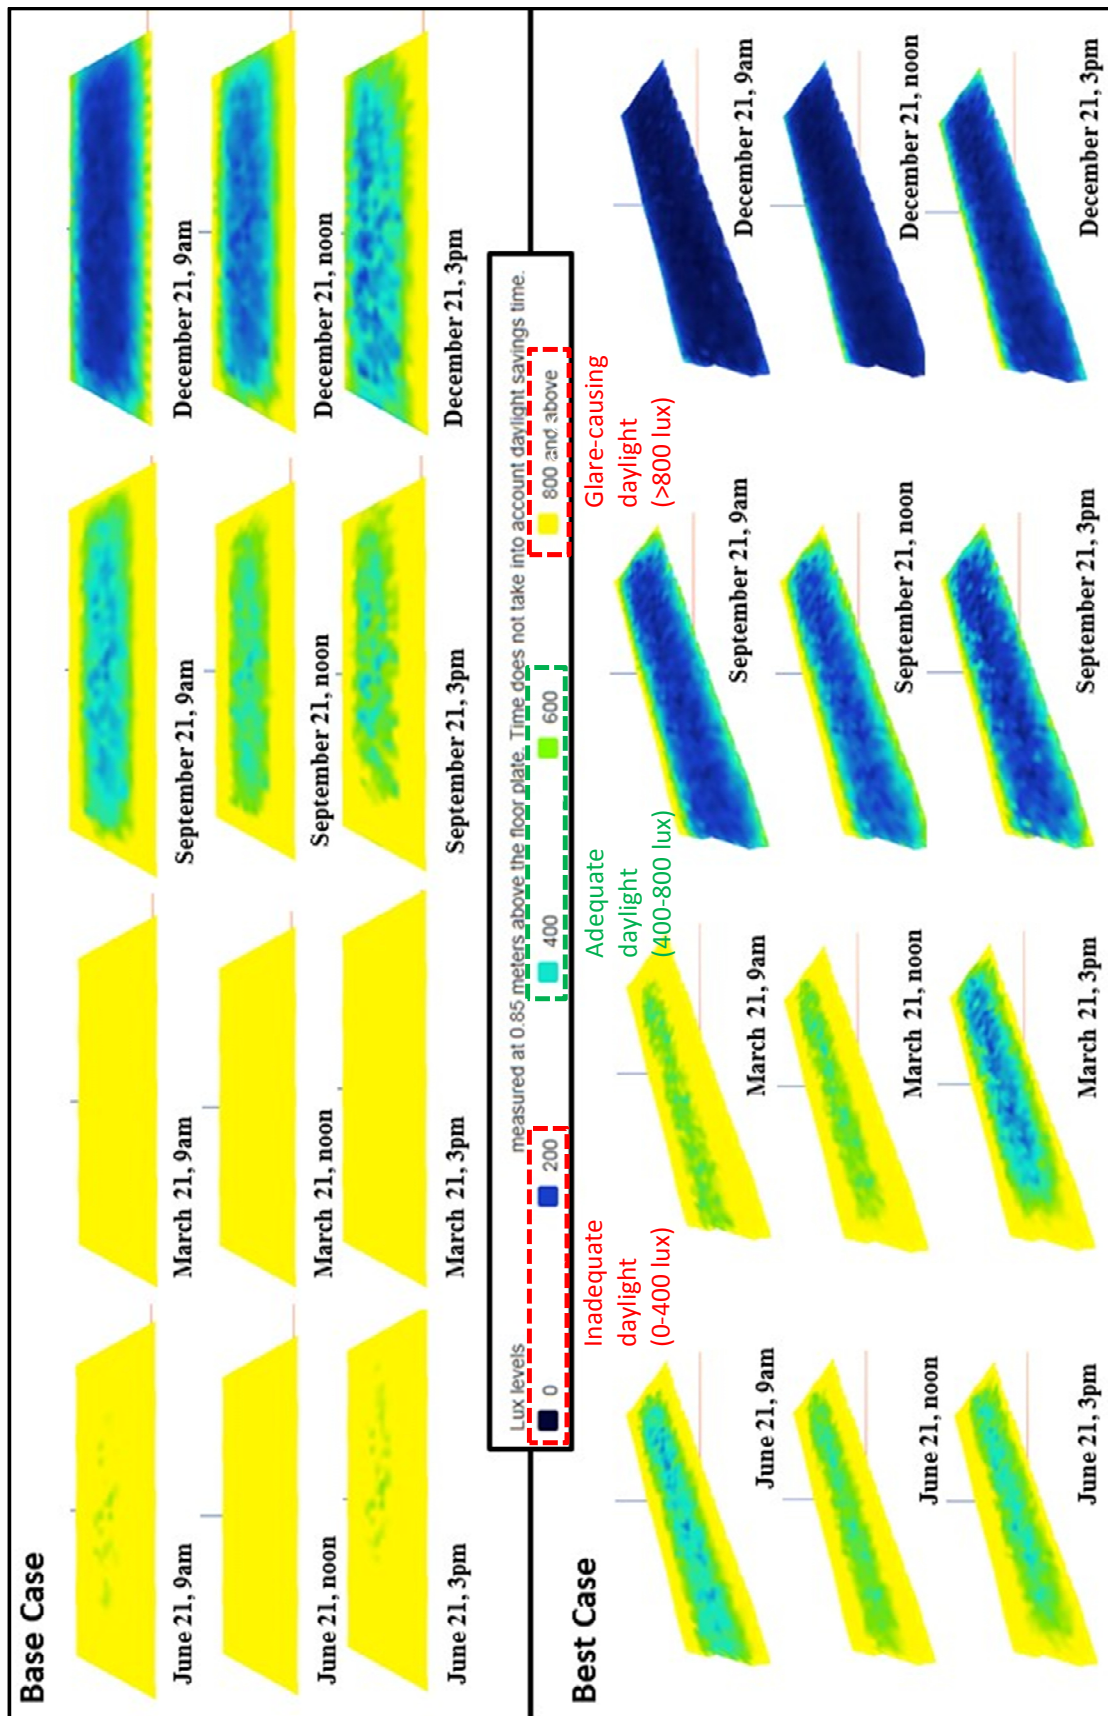 Base Case
June 21, 9am
March 21, 9am
September 21, 9am
December 21, 9am
June 21, noon
March 21, noon
September 21, noon
December 21, noon
June 21, 3pm
March 21, 3pm
September 21, 3pm
December 21, 3pm
Lux levels measured at 0.85 meters above the floor plate. Time does not take into account daylight savings time.
0 200 400 600 800 and above
Inadequate
daylight
(0-400 lux)
Adequate
daylight
(400-800 lux)
Glare-causing
daylight
(>800 lux)
Best Case
June 21, 9am
March 21, 9am
September 21, 9am
December 21, 9am
June 21, noon
March 21, noon
September 21, noon
December 21, noon
June 21, 3pm
March 21, 3pm
September 21, 3pm
December 21, 3pm